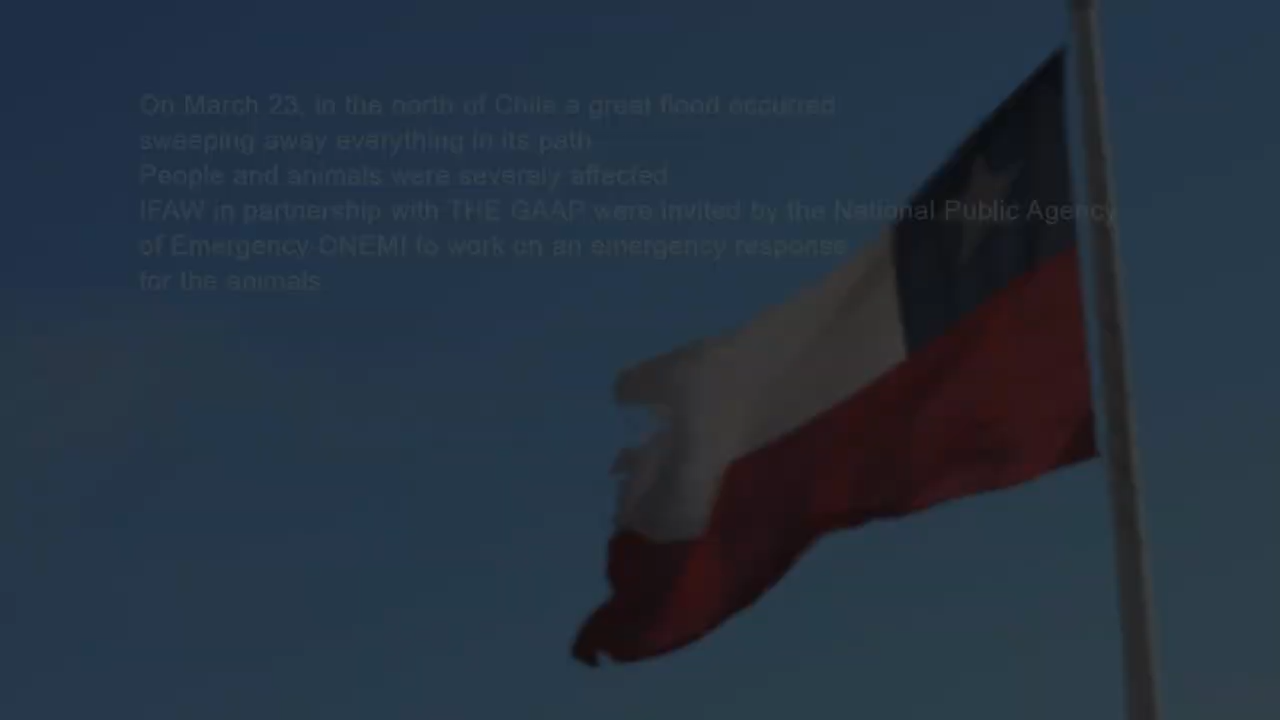 On March 23, in the north of Chile a great flood occurred
sweeping away everything in its path
People and animals were severely affected
IFAW in partnership with THE GAAP were invited by the National Public Agency
of Emergency ONEMI to work on an emergency response
for the animals